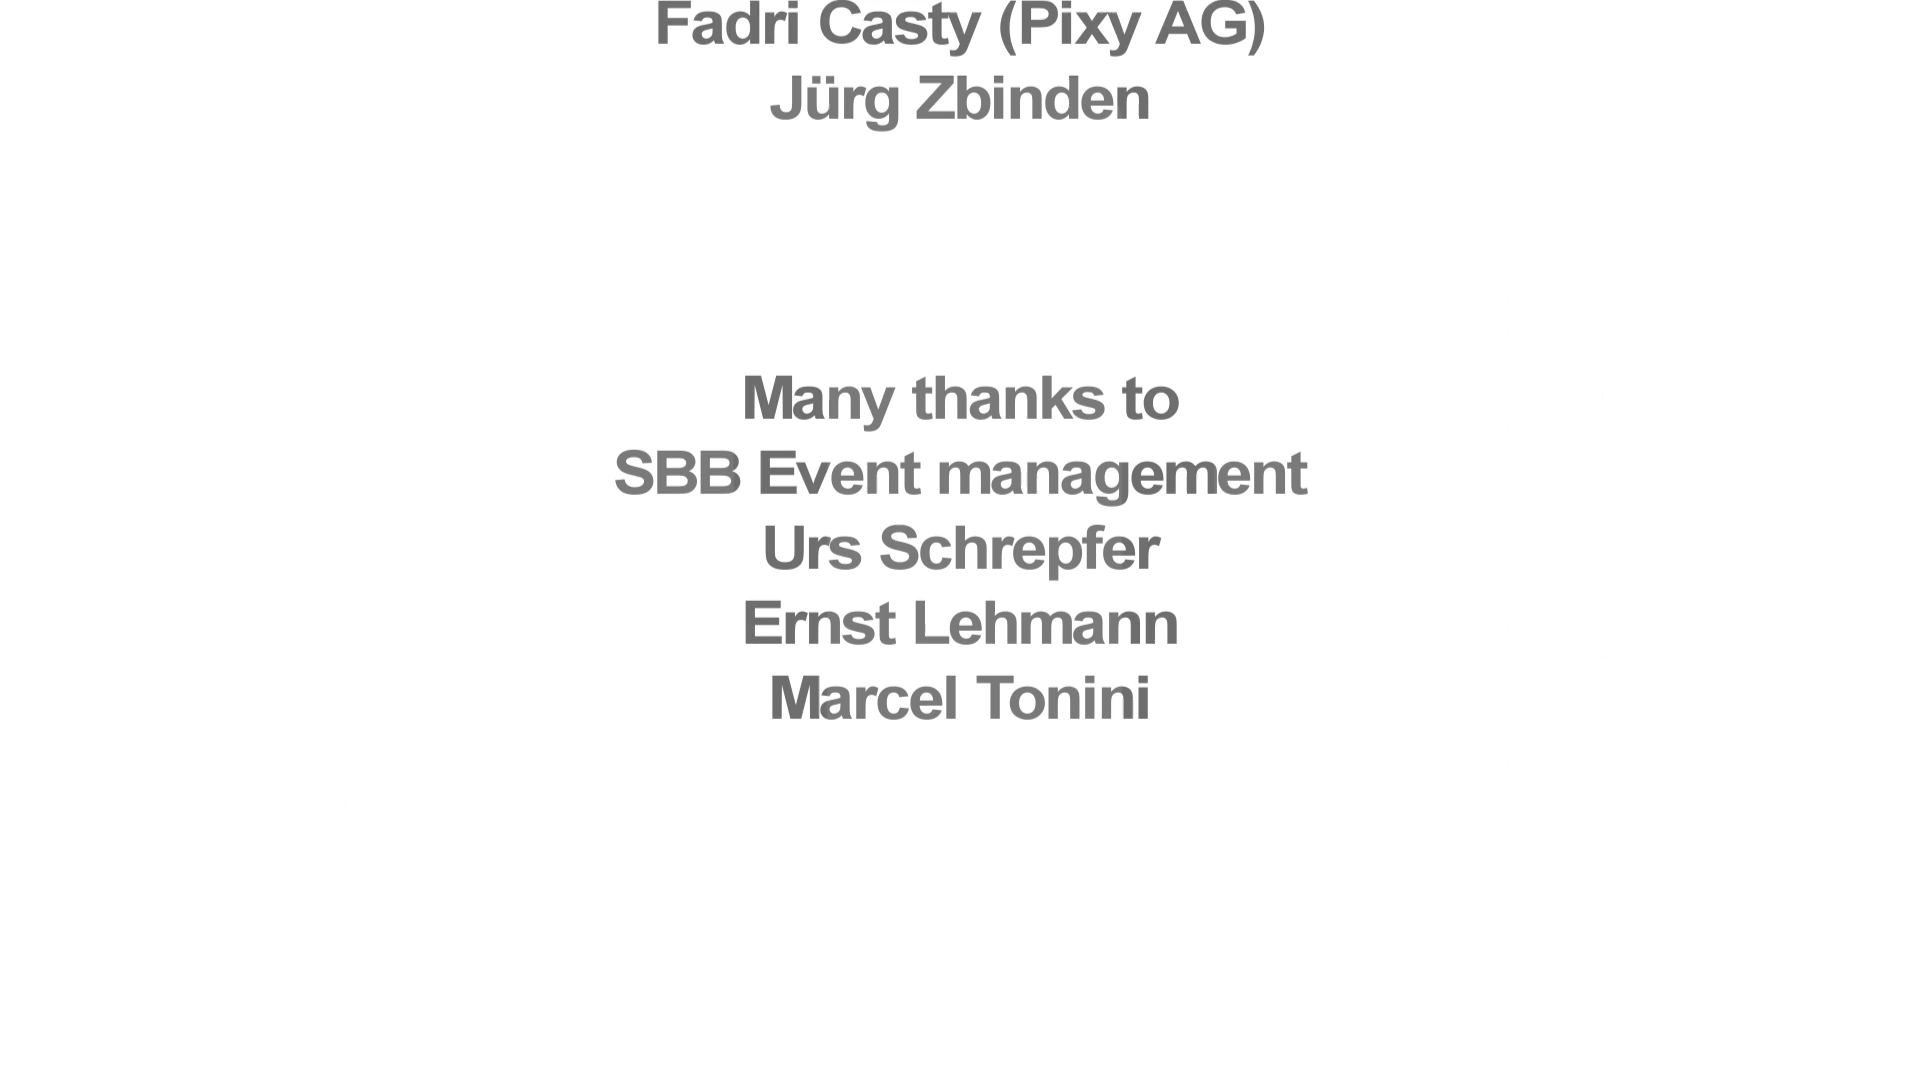 Fadri Casty (Pixy AG)
Jürg Zbinden
Many thanks to
SBB Event management
Urs Schrepfer
Ernst Lehmann
Marcel Tonini